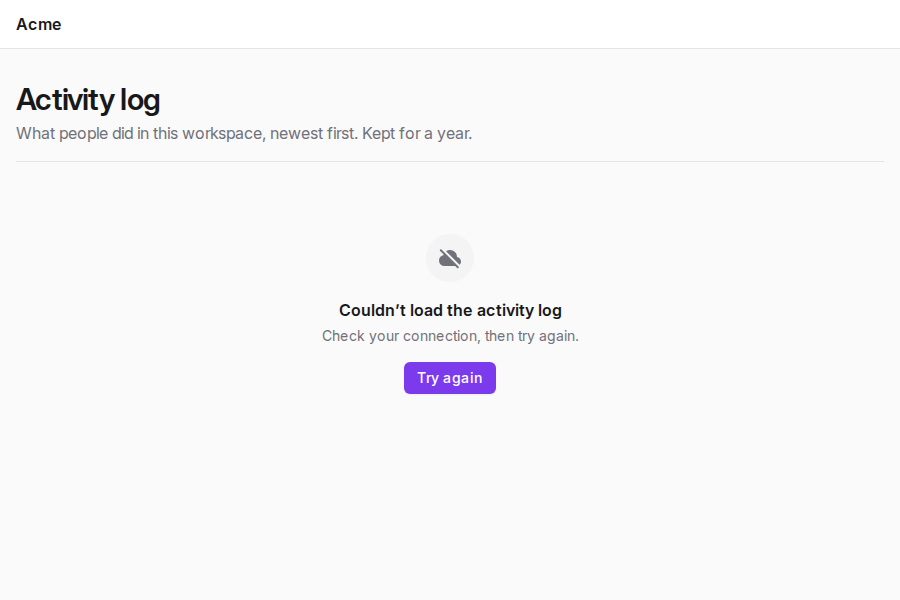 Acme
Activity log
What people did in this workspace, newest first. Kept for a year.
Couldn’t load the activity log
Check your connection, then try again.
Try again